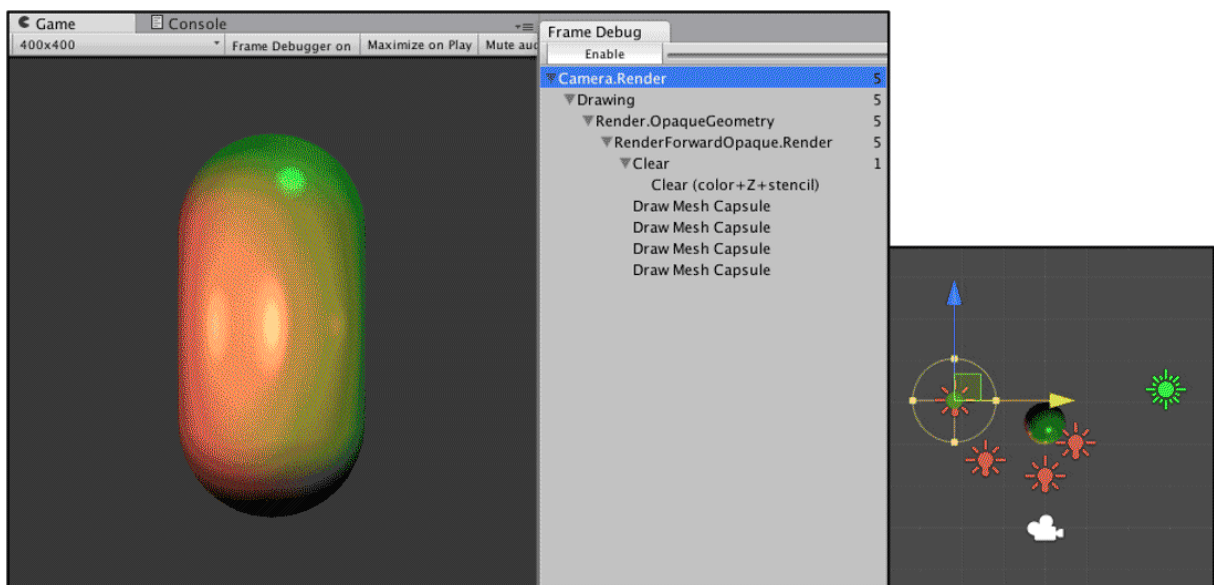 Game Console
400x400 Frame Debugger on Maximize on Play Mute aud
Frame Debug
Enable
Camera.Render 5
Drawing 5
Render.OpaqueGeometry 5
RenderForwardOpaque.Render 5
Clear 1
Clear (color+Z+stencil)
Draw Mesh Capsule
Draw Mesh Capsule
Draw Mesh Capsule
Draw Mesh Capsule